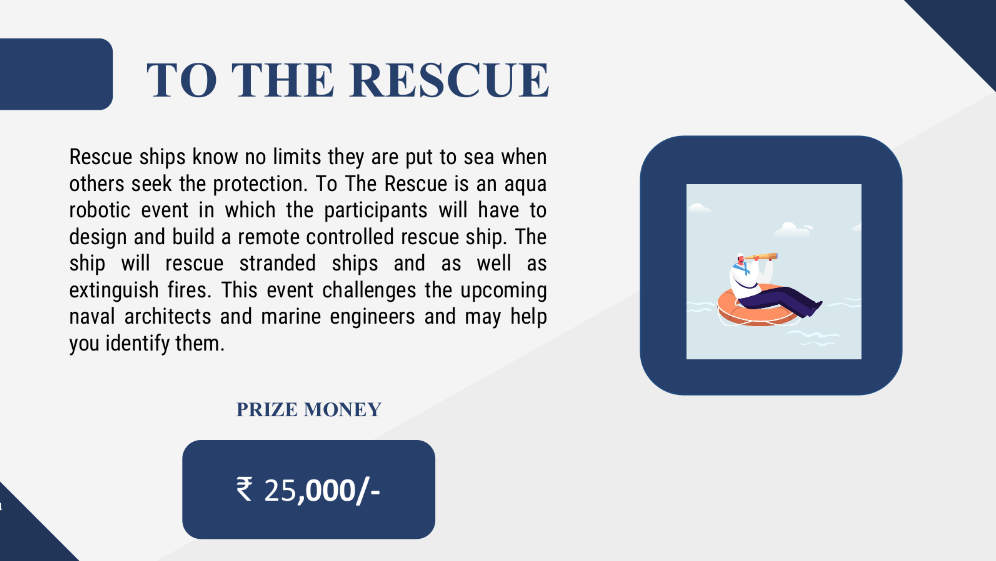 TO THE RESCUE
Rescue ships know no limits they are put to sea when
others seek the protection. To The Rescue is an aqua
robotic event in which the participants will have to
design and build a remote controlled rescue ship. The
ship will rescue stranded ships and as well as
extinguish fires. This event challenges the upcoming
naval architects and marine engineers and may help
you identify them.
PRIZE MONEY
₹ 25,000/-